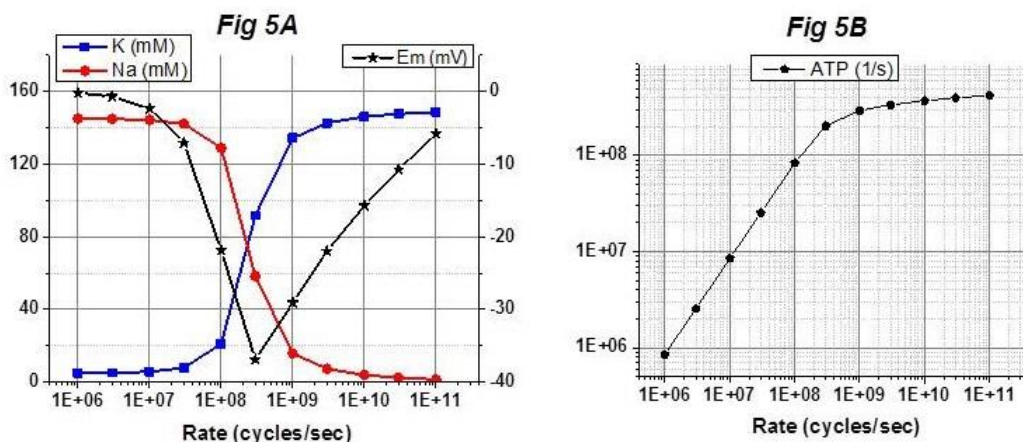 Fig 5A
K (mM)
Na (mM)
Em (mV)
160
120
80
40
0
0
-10
-20
-30
-40
1E+06 1E+07 1E+08 1E+09 1E+10 1E+11
Rate (cycles/sec)
Fig 5B
ATP (1/s)
1E+08
1E+07
1E+06
1E+06 1E+07 1E+08 1E+09 1E+10 1E+11
Rate (cycles/sec)